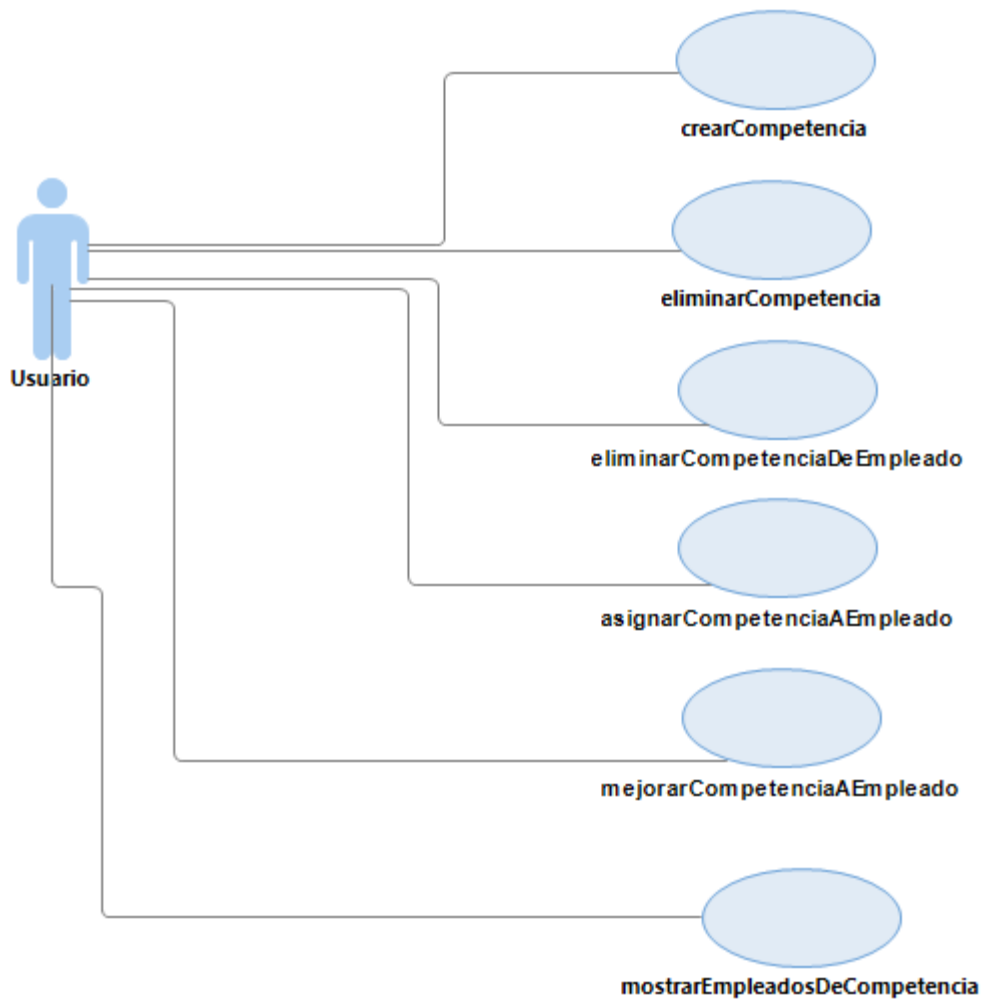 crearCompetencia
eliminarCompetencia
Usuario
eliminarCompetenciaDeEmpleado
asignarCompetenciaAEmpleado
mejorarCompetenciaAEmpleado
mostrarEmpleadosDeCompetencia